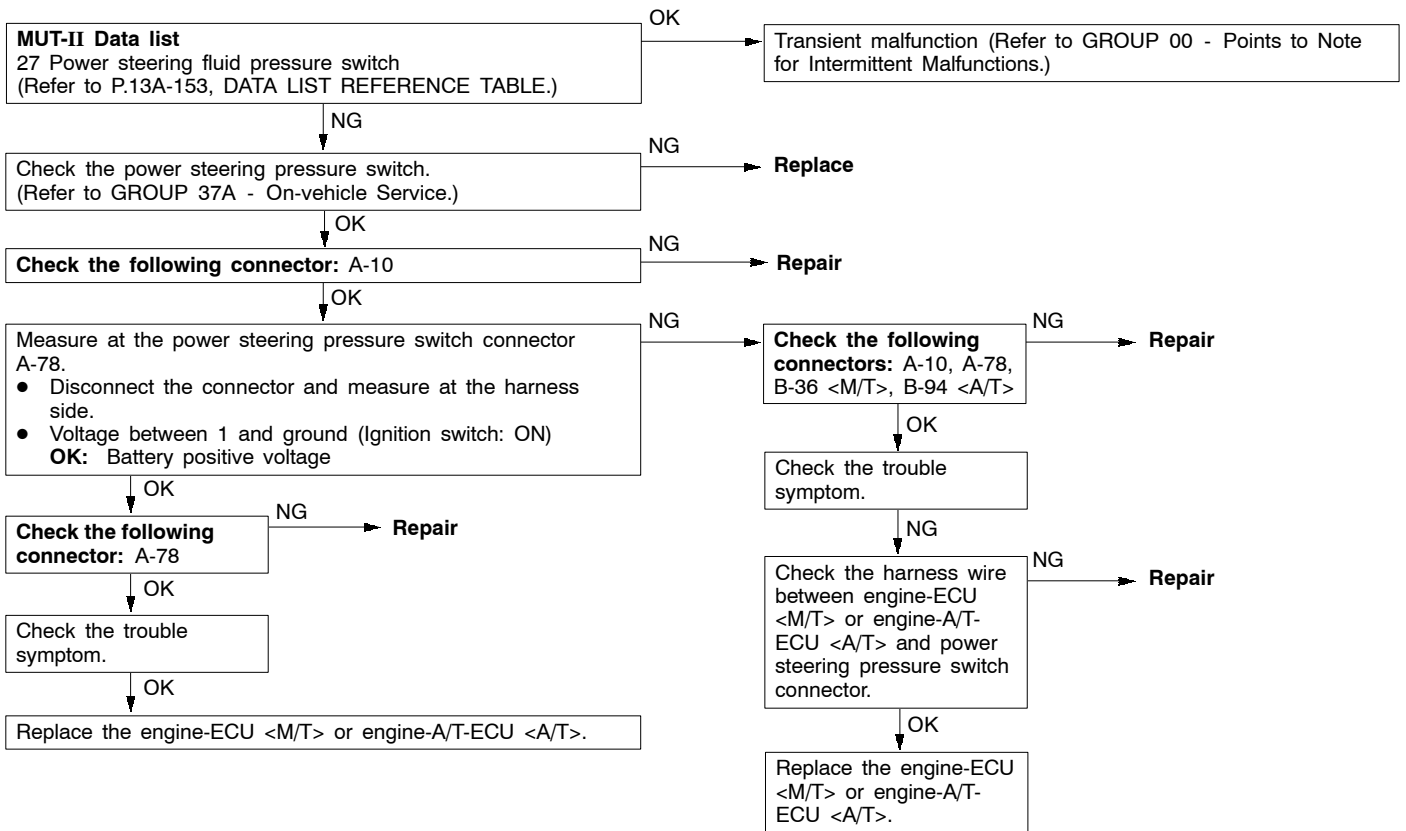 MUT-II Data list
27 Power steering fluid pressure switch
(Refer to P.13A-153, DATA LIST REFERENCE TABLE.)
OK
Transient malfunction (Refer to GROUP 00 - Points to Note
for Intermittent Malfunctions.)
NG
Check the power steering pressure switch.
(Refer to GROUP 37A - On-vehicle Service.)
NG
Replace
OK
Check the following connector: A-10
NG
Repair
OK
Measure at the power steering pressure switch connector
A-78.
● Disconnect the connector and measure at the harness
side.
● Voltage between 1 and ground (Ignition switch: ON)
OK: Battery positive voltage
NG
Check the following
connectors: A-10, A-78,
B-36 <M/T>, B-94 <A/T>
NG
Repair
OK
Check the trouble
symptom.
NG
Check the harness wire
between engine-ECU
<M/T> or engine-A/T-
ECU <A/T> and power
steering pressure switch
connector.
NG
Repair
OK
Replace the engine-ECU
<M/T> or engine-A/T-
ECU <A/T>.
OK
Check the following
connector: A-78
NG
Repair
OK
Check the trouble
symptom.
OK
Replace the engine-ECU <M/T> or engine-A/T-ECU <A/T>.